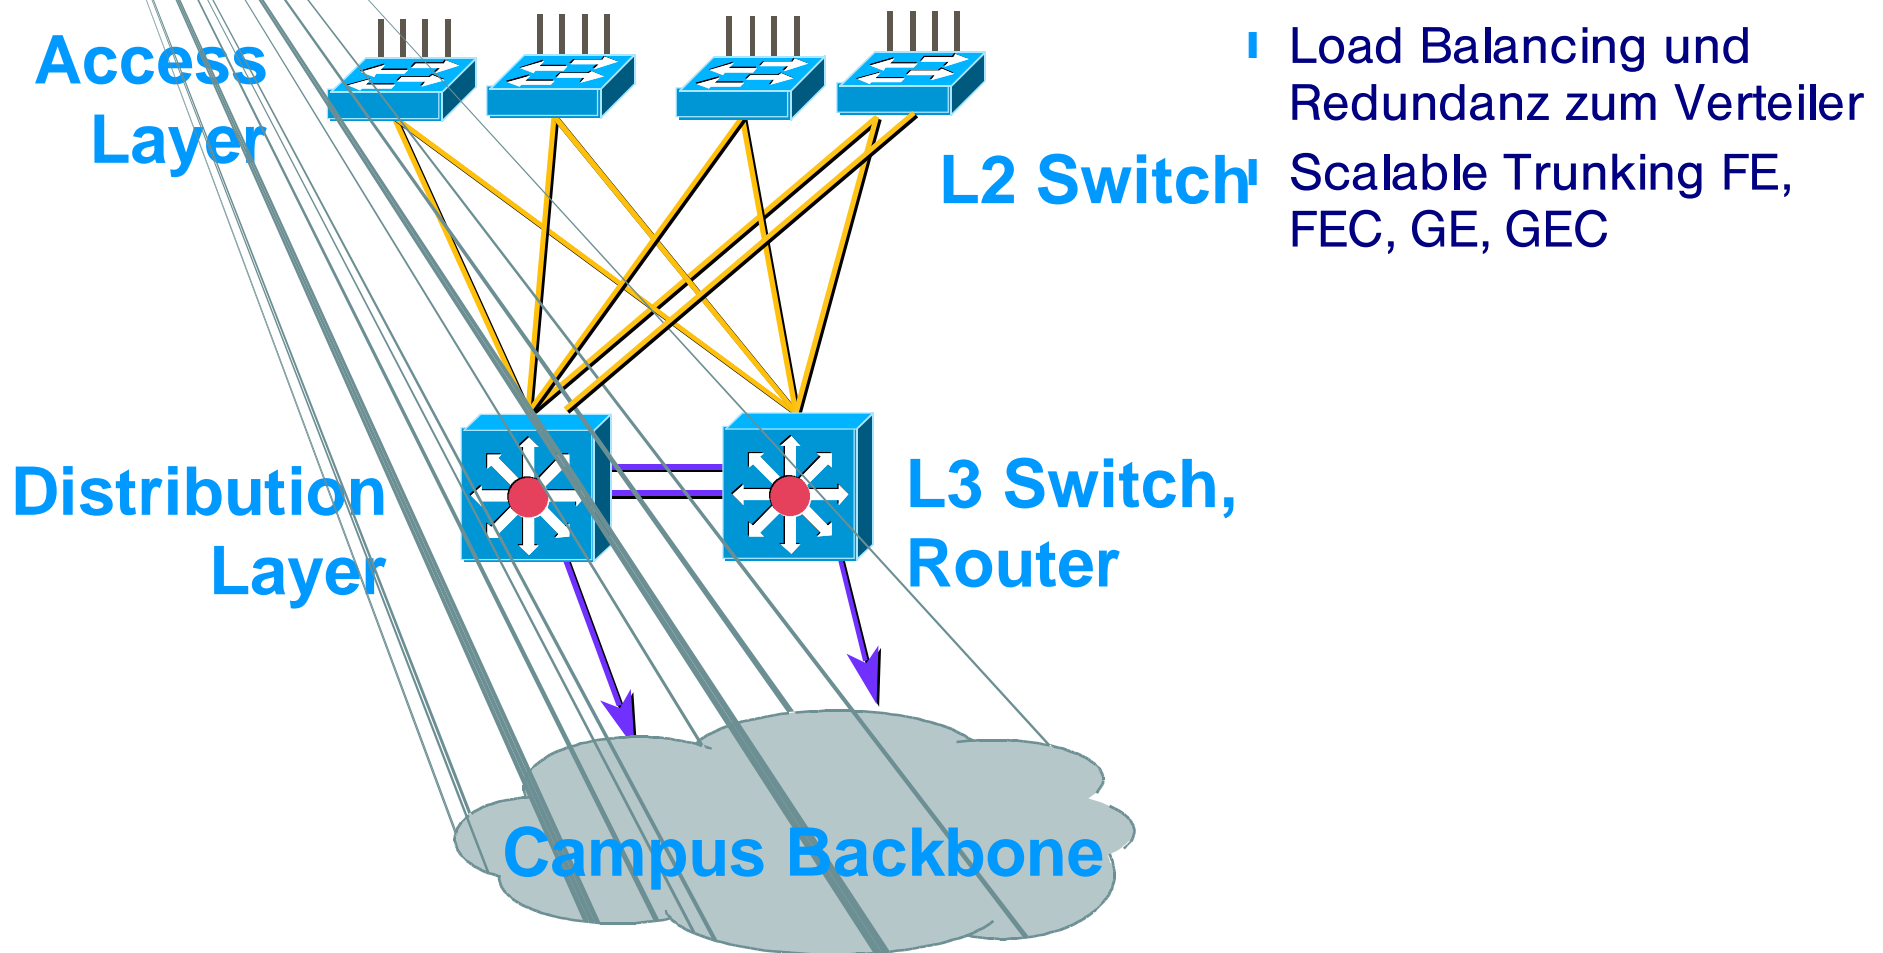 Access
Layer
L2 Switch
Distribution
Layer
L3 Switch,
Router
Campus Backbone
Load Balancing und
Redundanz zum Verteiler
Scalable Trunking FE,
FEC, GE, GEC